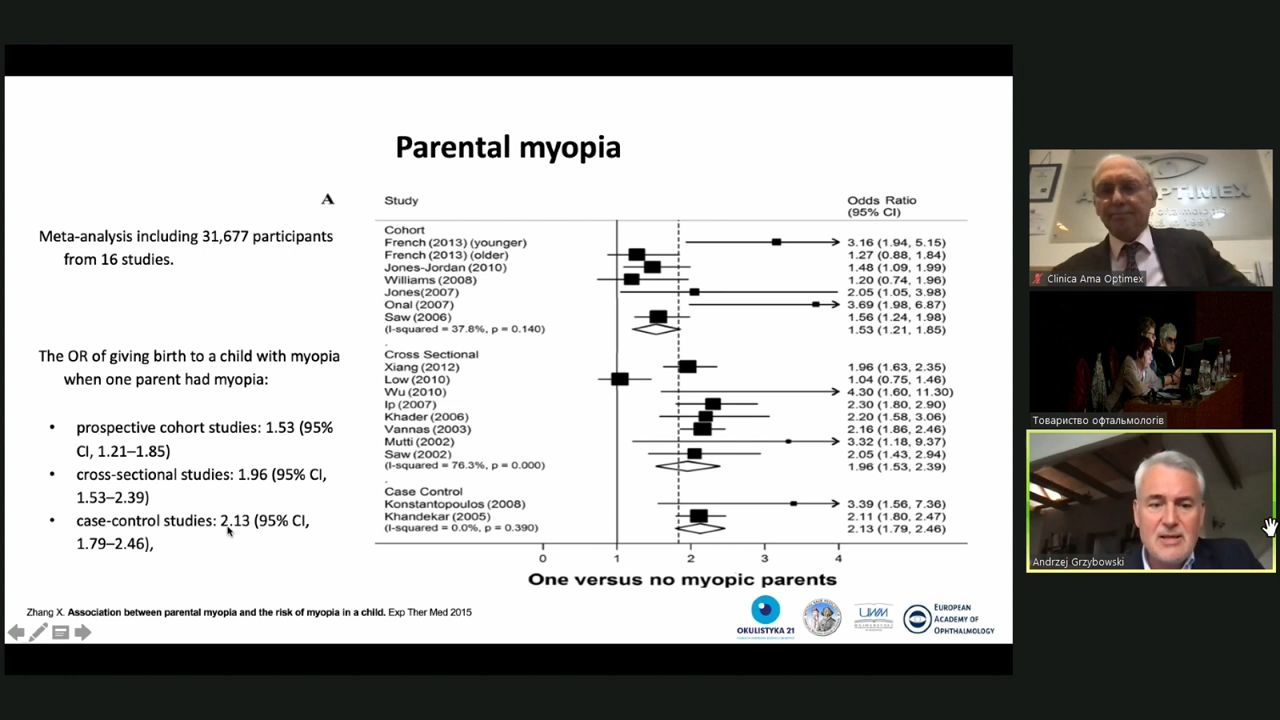 Parental myopia
Meta-analysis including 31,677 participants
from 16 studies.
The OR of giving birth to a child with myopia
when one parent had myopia:
• prospective cohort studies: 1.53 (95%
CI, 1.21–1.85)
• cross-sectional studies: 1.96 (95% CI,
1.53–2.39)
• case-control studies: 2.13 (95% CI,
1.79–2.46),
A
Study Odds Ratio
(95% CI)
Cohort
French (2013) (younger) 3.16 (1.94, 5.15)
French (2013) (older) 1.27 (0.88, 1.84)
Jones-Jordan (2010) 1.48 (1.09, 1.99)
Williams (2008) 1.20 (0.74, 1.96)
Jones(2007) 2.05 (1.05, 3.98)
Onal (2007) 3.69 (1.98, 6.87)
Saw (2006) 1.56 (1.24, 1.98)
(I-squared = 37.8%, p = 0.140) 1.53 (1.21, 1.85)
.
Cross Sectional
Xiang (2012) 1.96 (1.63, 2.35)
Low (2010) 1.04 (0.75, 1.46)
Wu (2010) 4.30 (1.60, 11.30)
Ip (2007) 2.30 (1.80, 2.90)
Khader (2006) 2.20 (1.58, 3.06)
Vannas (2003) 2.16 (1.86, 2.46)
Mutti (2002) 3.32 (1.18, 9.37)
Saw (2002) 2.05 (1.43, 2.94)
(I-squared = 76.3%, p = 0.000) 1.96 (1.53, 2.39)
.
Case Control
Konstantopoulos (2008) 3.39 (1.56, 7.36)
Khandekar (2005) 2.11 (1.80, 2.47)
(I-squared = 0.0%, p = 0.390) 2.13 (1.79, 2.46)
0 1 2 3 4
One versus no myopic parents
Zhang X. Association between parental myopia and the risk of myopia in a child. Exp Ther Med 2015
OKULISTYKA 21
UWM
EUROPEAN
ACADEMY OF
OPHTHALMOLOGY
Clinica Ama Optimex
Товариство офтальмологів
Andrzej Grzybowski